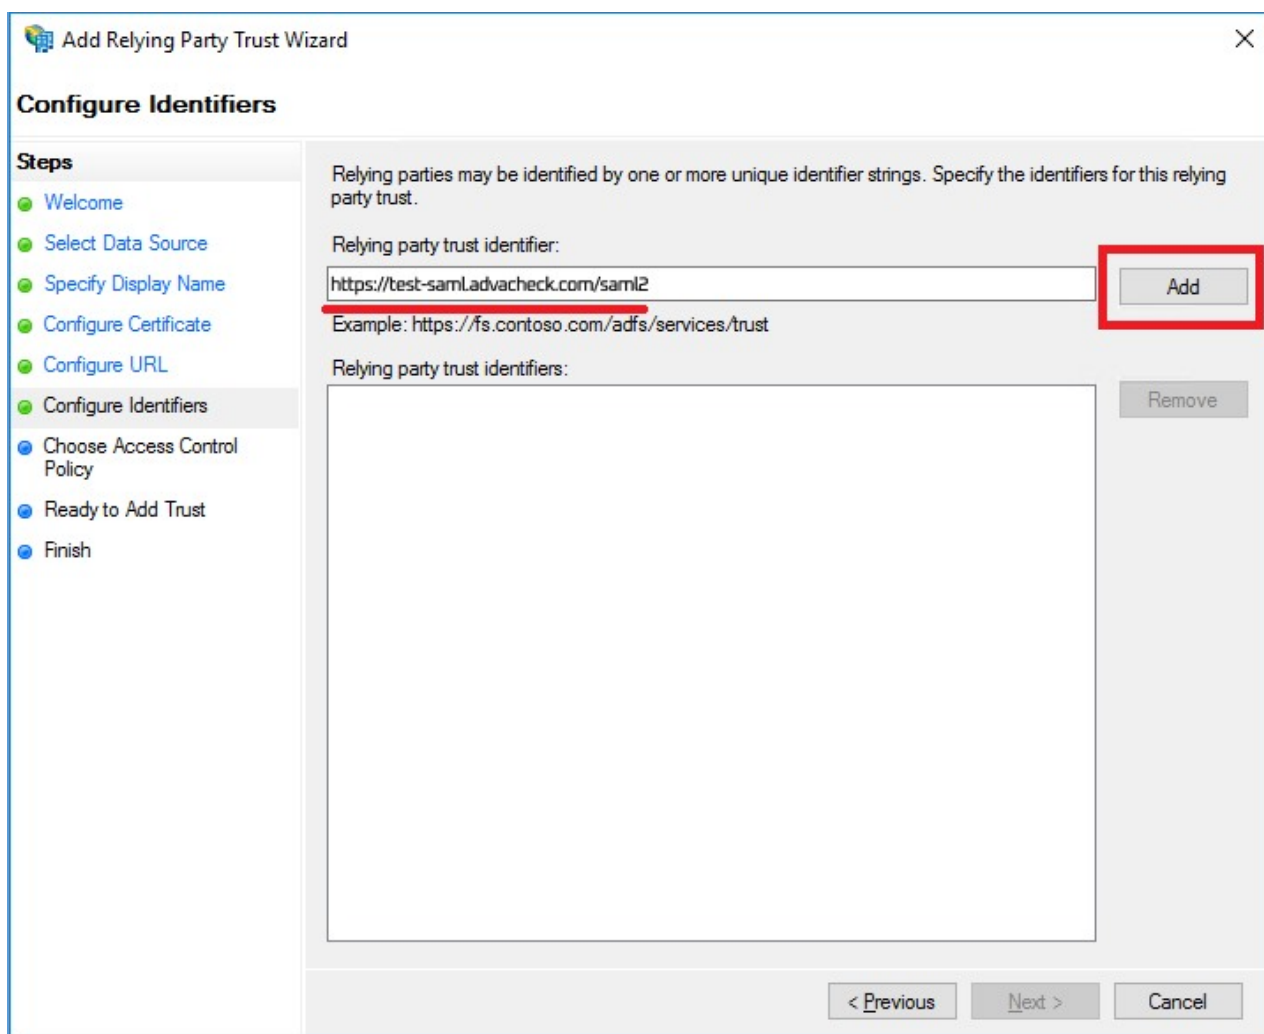 Add Relying Party Trust Wizard
Configure Identifiers
Steps
Welcome
Select Data Source
Specify Display Name
Configure Certificate
Configure URL
Configure Identifiers
Choose Access Control
Policy
Ready to Add Trust
Finish
Relying parties may be identified by one or more unique identifier strings. Specify the identifiers for this relying
party trust.
Relying party trust identifier:
https://test-saml.advacheck.com/saml2
Add
Example: https://fs.contoso.com/adfs/services/trust
Relying party trust identifiers:
Remove
< Previous
Next >
Cancel